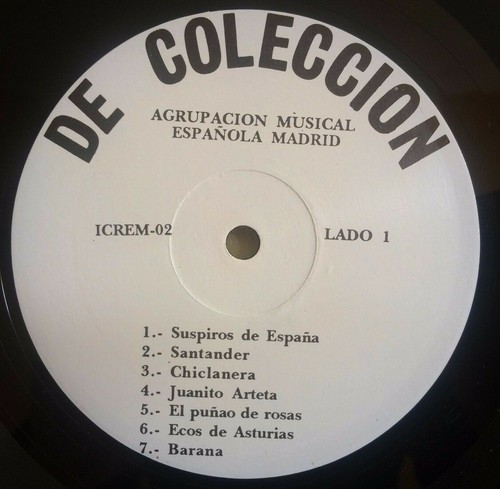 DE COLECCION
AGRUPACION MUSICAL
ESPAÑOLA MADRID
ICREM-02
LADO 1
1.- Suspiros de España
2.- Santander
3.- Chiclanera
4.- Juanito Arteta
5.- El puñao de rosas
6.- Ecos de Asturias
7.- Barana